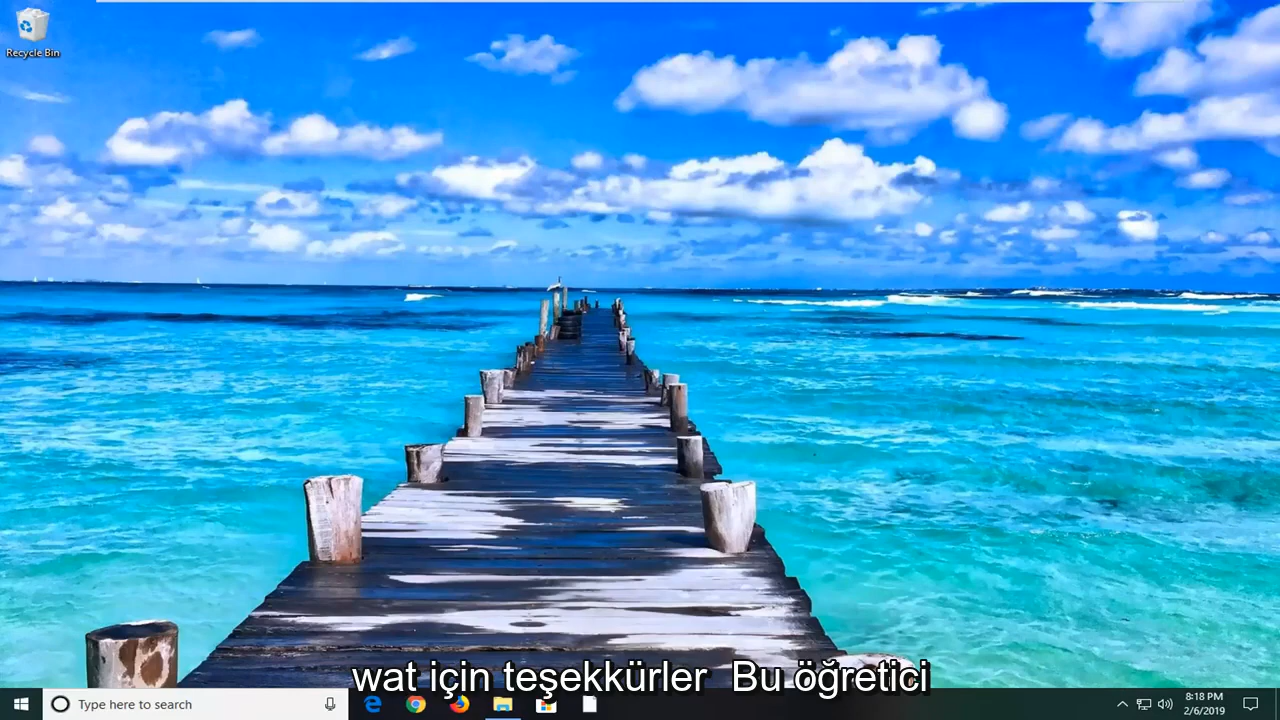 Recycle Bin
wat için teşekkürler  Bu öğretici
Type here to search
8:18 PM
2/6/2019